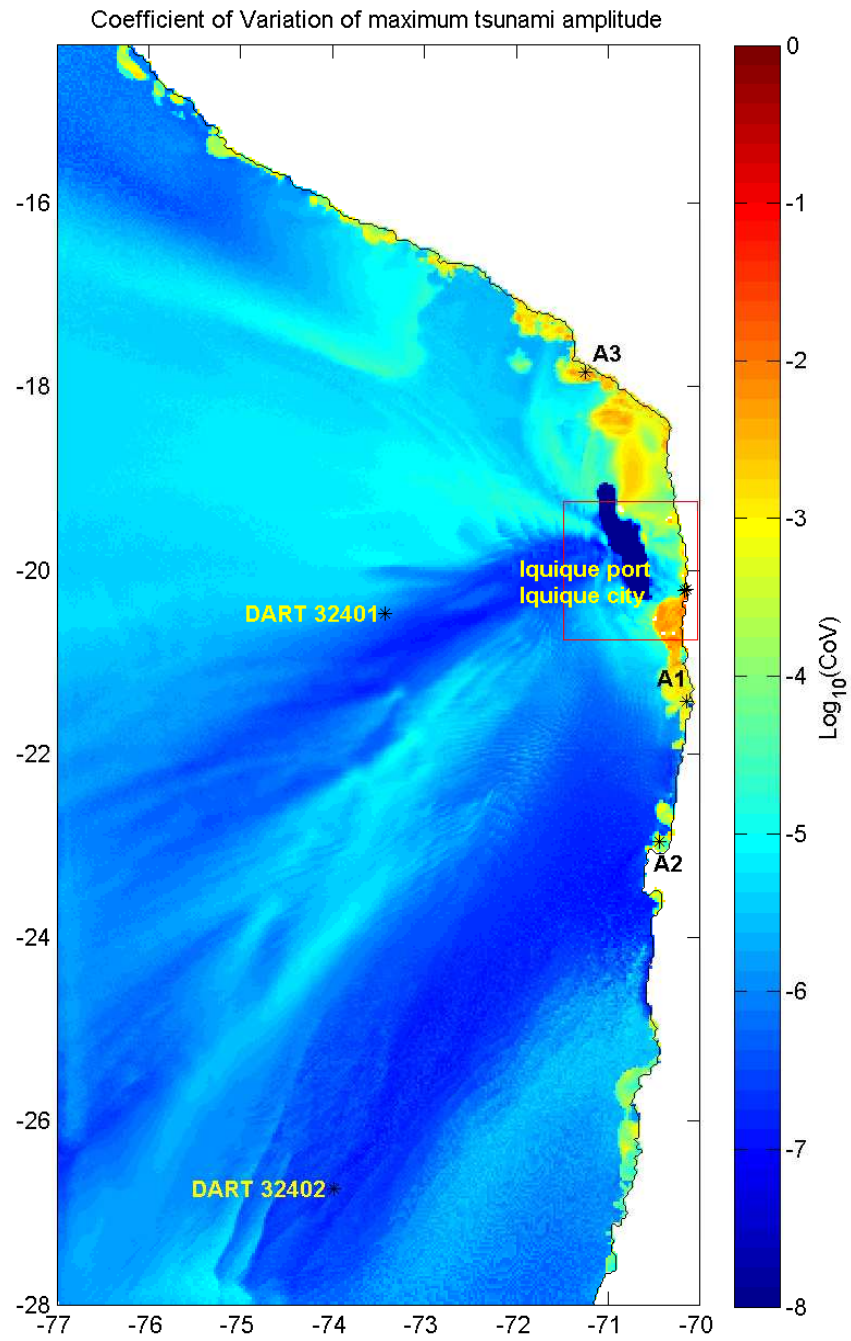 Coefficient of Variation of maximum tsunami amplitude
0
-16
-1
A3
-2
-18
-3
-20
Iquique port
Iquique city
DART 32401
-4
A1
Log10(CoV)
-22
-5
A2
-24
-6
-26
-7
DART 32402
-28
-8
-77 -76 -75 -74 -73 -72 -71 -70